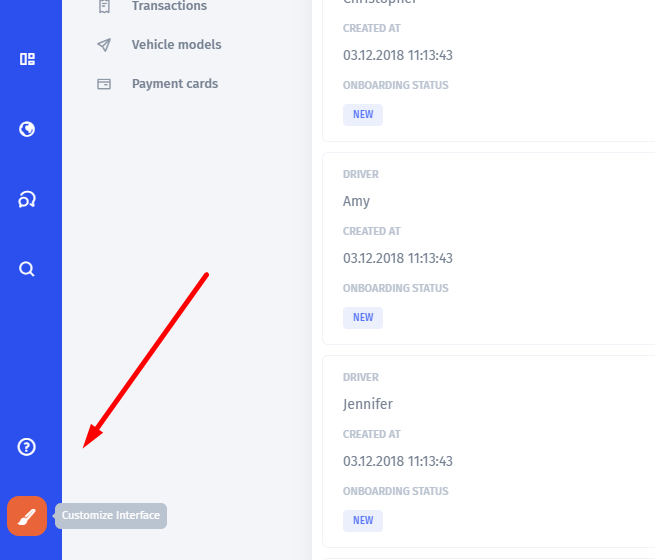 Transactions
Vehicle models
Payment cards
Customize Interface
Christopher
CREATED AT
03.12.2018 11:13:43
ONBOARDING STATUS
NEW
DRIVER
Amy
CREATED AT
03.12.2018 11:13:43
ONBOARDING STATUS
NEW
DRIVER
Jennifer
CREATED AT
03.12.2018 11:13:43
ONBOARDING STATUS
NEW